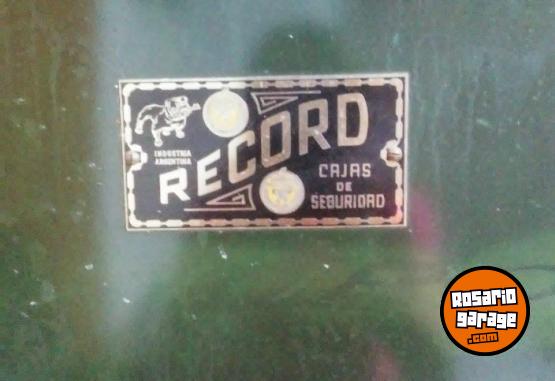 RECORD
INDUSTRIA
ARGENTINA
CAJAS
DE
SEGURIDAD
Rosario
garage
.com